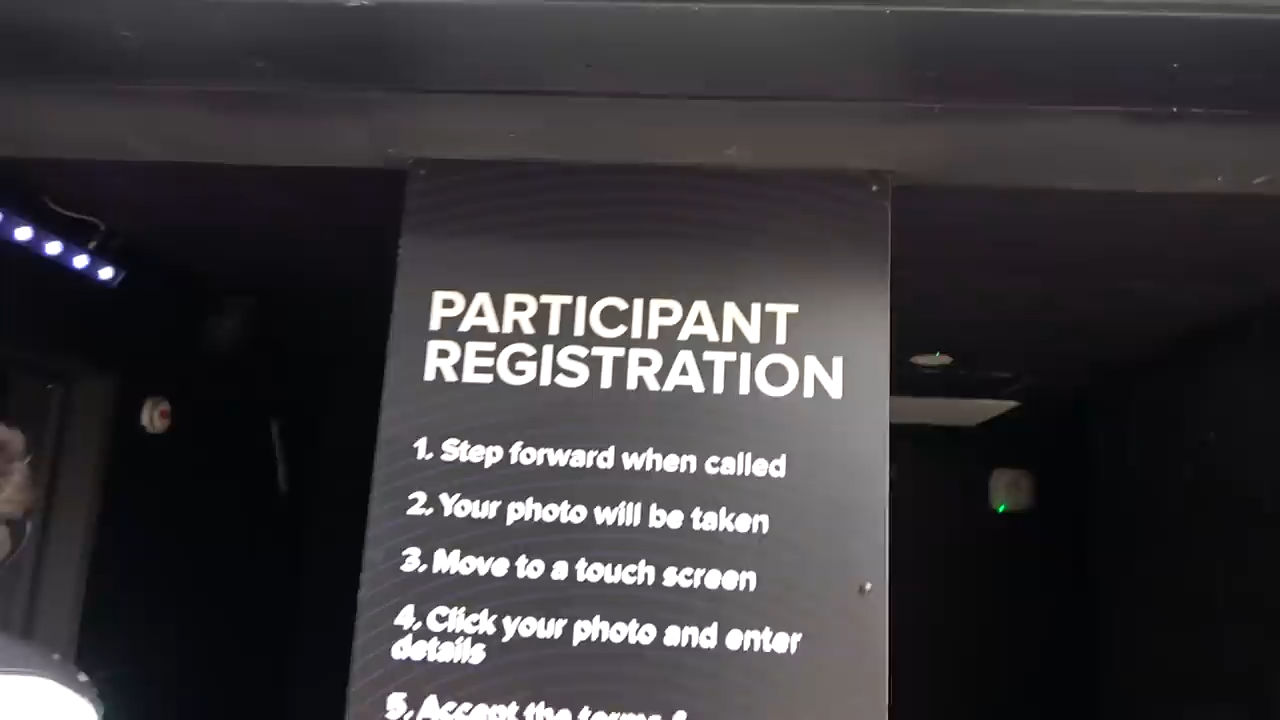 PARTICIPANT
REGISTRATION
1. Step forward when called
2. Your photo will be taken
3. Move to a touch screen
4. Click your photo and enter
details
5. Accept the terms &